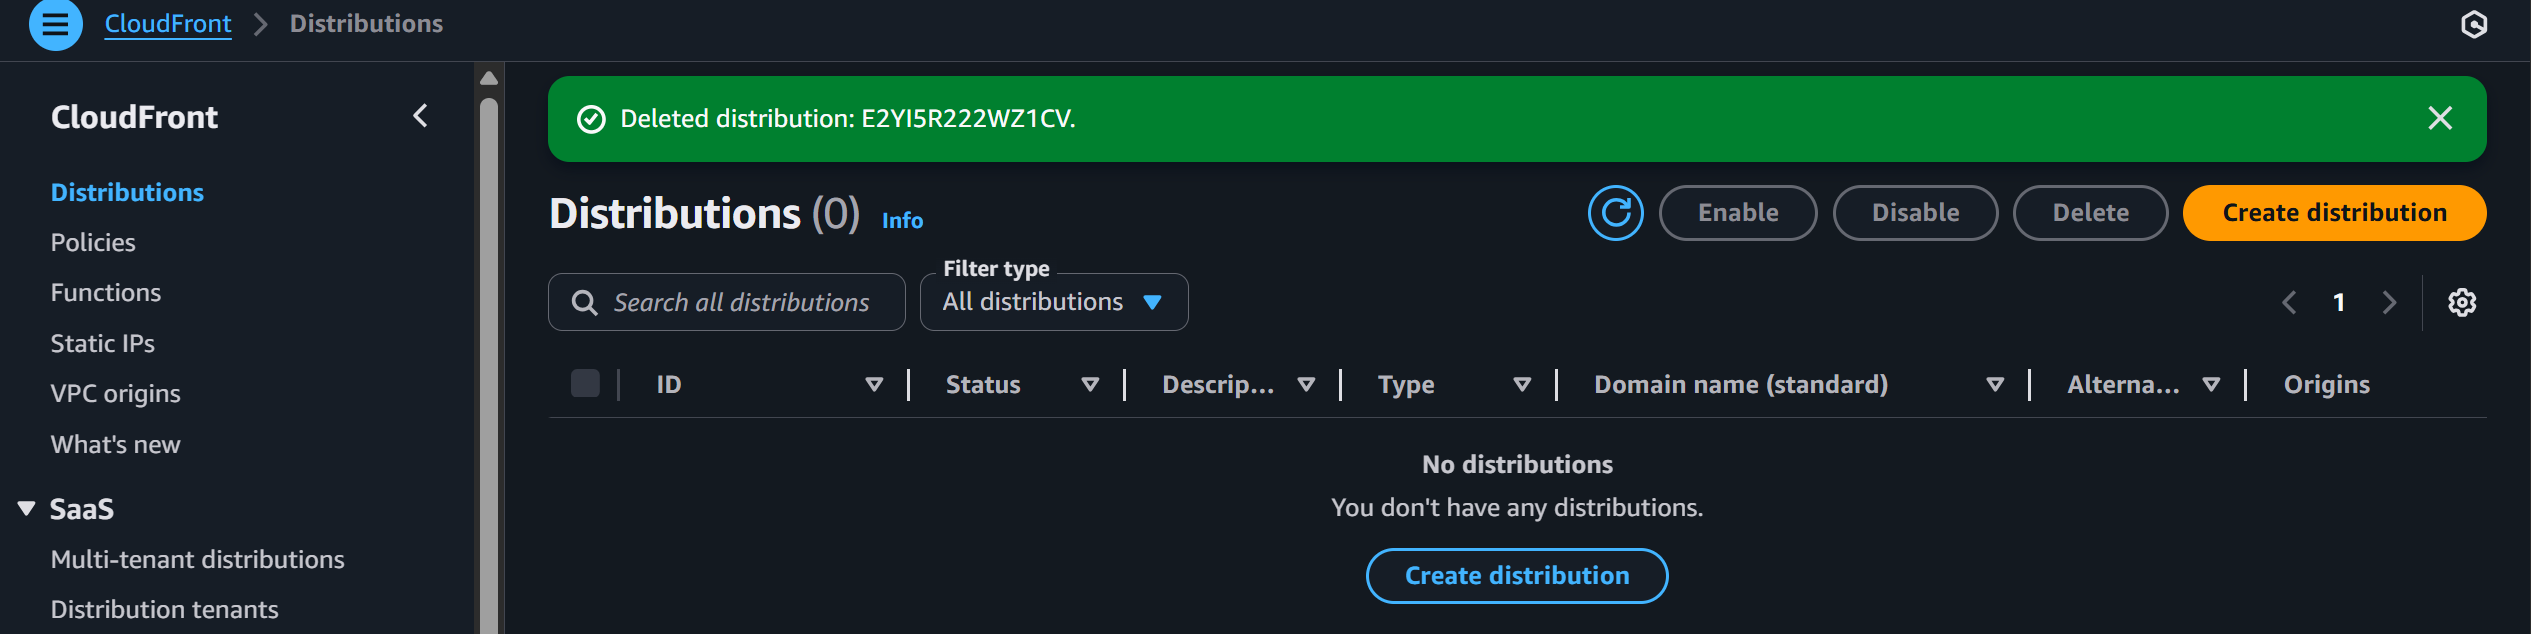 CloudFront
Distributions
CloudFront
Distributions
Policies
Functions
Static IPs
VPC origins
What's new
SaaS
Multi-tenant distributions
Distribution tenants
Deleted distribution: E2YI5R222WZ1CV.
Distributions (0) Info
Enable
Disable
Delete
Create distribution
Search all distributions
Filter type
All distributions
1
ID
Status
Descrip...
Type
Domain name (standard)
Alterna...
Origins
No distributions
You don't have any distributions.
Create distribution